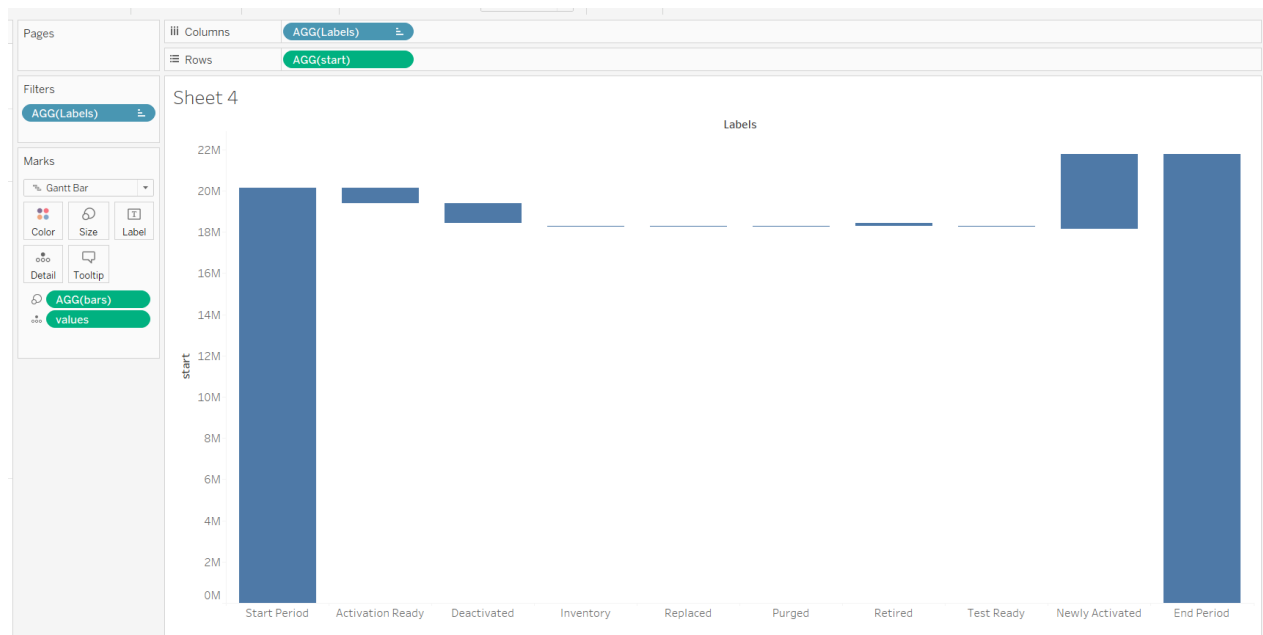 Pages
Columns
AGG(Labels)
Rows
AGG(start)
Filters
AGG(Labels)
Marks
Gantt Bar
Color
Size
T
Label
Detail
Tooltip
AGG(bars)
values
Sheet 4
Labels
22M
20M
18M
16M
14M
12M
10M
8M
6M
4M
2M
0M
start
Start Period Activation Ready Deactivated Inventory Replaced Purged Retired Test Ready Newly Activated End Period